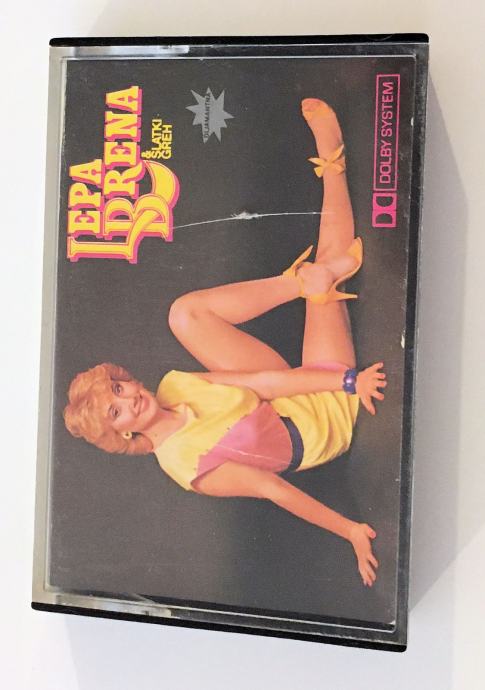 LEPA
BRENA
& SLATKI
GREH
DIJAMANTNA
DOLBY SYSTEM